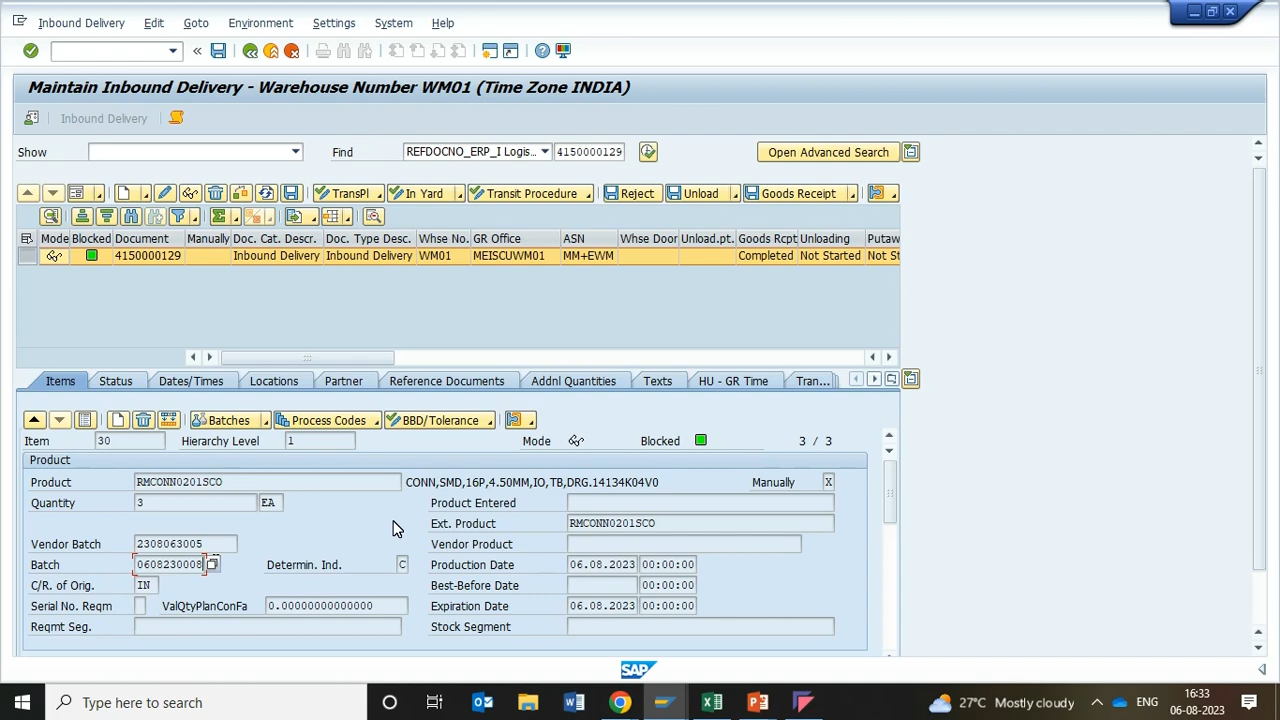 Inbound Delivery Edit Goto Environment Settings System Help
Maintain Inbound Delivery - Warehouse Number WM01 (Time Zone INDIA)
Inbound Delivery
Show Find REFDOCNO_ERP_I Logis... 4150000129 Open Advanced Search
TransPl In Yard Transit Procedure Reject Unload Goods Receipt
Mode Blocked Document Manually Doc. Cat. Descr. Doc. Type Desc. Whse No. GR Office ASN Whse Door Unload.pt. Goods Rcpt Unloading Putaw
4150000129 Inbound Delivery Inbound Delivery WM01 MEISCUWM01 MM+EWM Completed Not Started Not St
Items Status Dates/Times Locations Partner Reference Documents Addnl Quantities Texts HU - GR Time Tran...
Batches Process Codes BBD/Tolerance
Item 30 Hierarchy Level 1 Mode Blocked 3 / 3
Product
Product RMCONN0201SCO CONN,SMD,16P,4.50MM,IO,TB,DRG.14134K04V0 Manually X
Quantity 3 EA Product Entered
Ext. Product RMCONN0201SCO
Vendor Batch 2308063005 Vendor Product
Batch 0608230008 Determin. Ind. C Production Date 06.08.2023 00:00:00
C/R. of Orig. IN Best-Before Date 00:00:00
Serial No. Reqm ValQtyPlanConFa 0.00000000000000 Expiration Date 06.08.2023 00:00:00
Reqmt Seg. Stock Segment
SAP
Type here to search 27°C Mostly cloudy ENG 16:33
06-08-2023